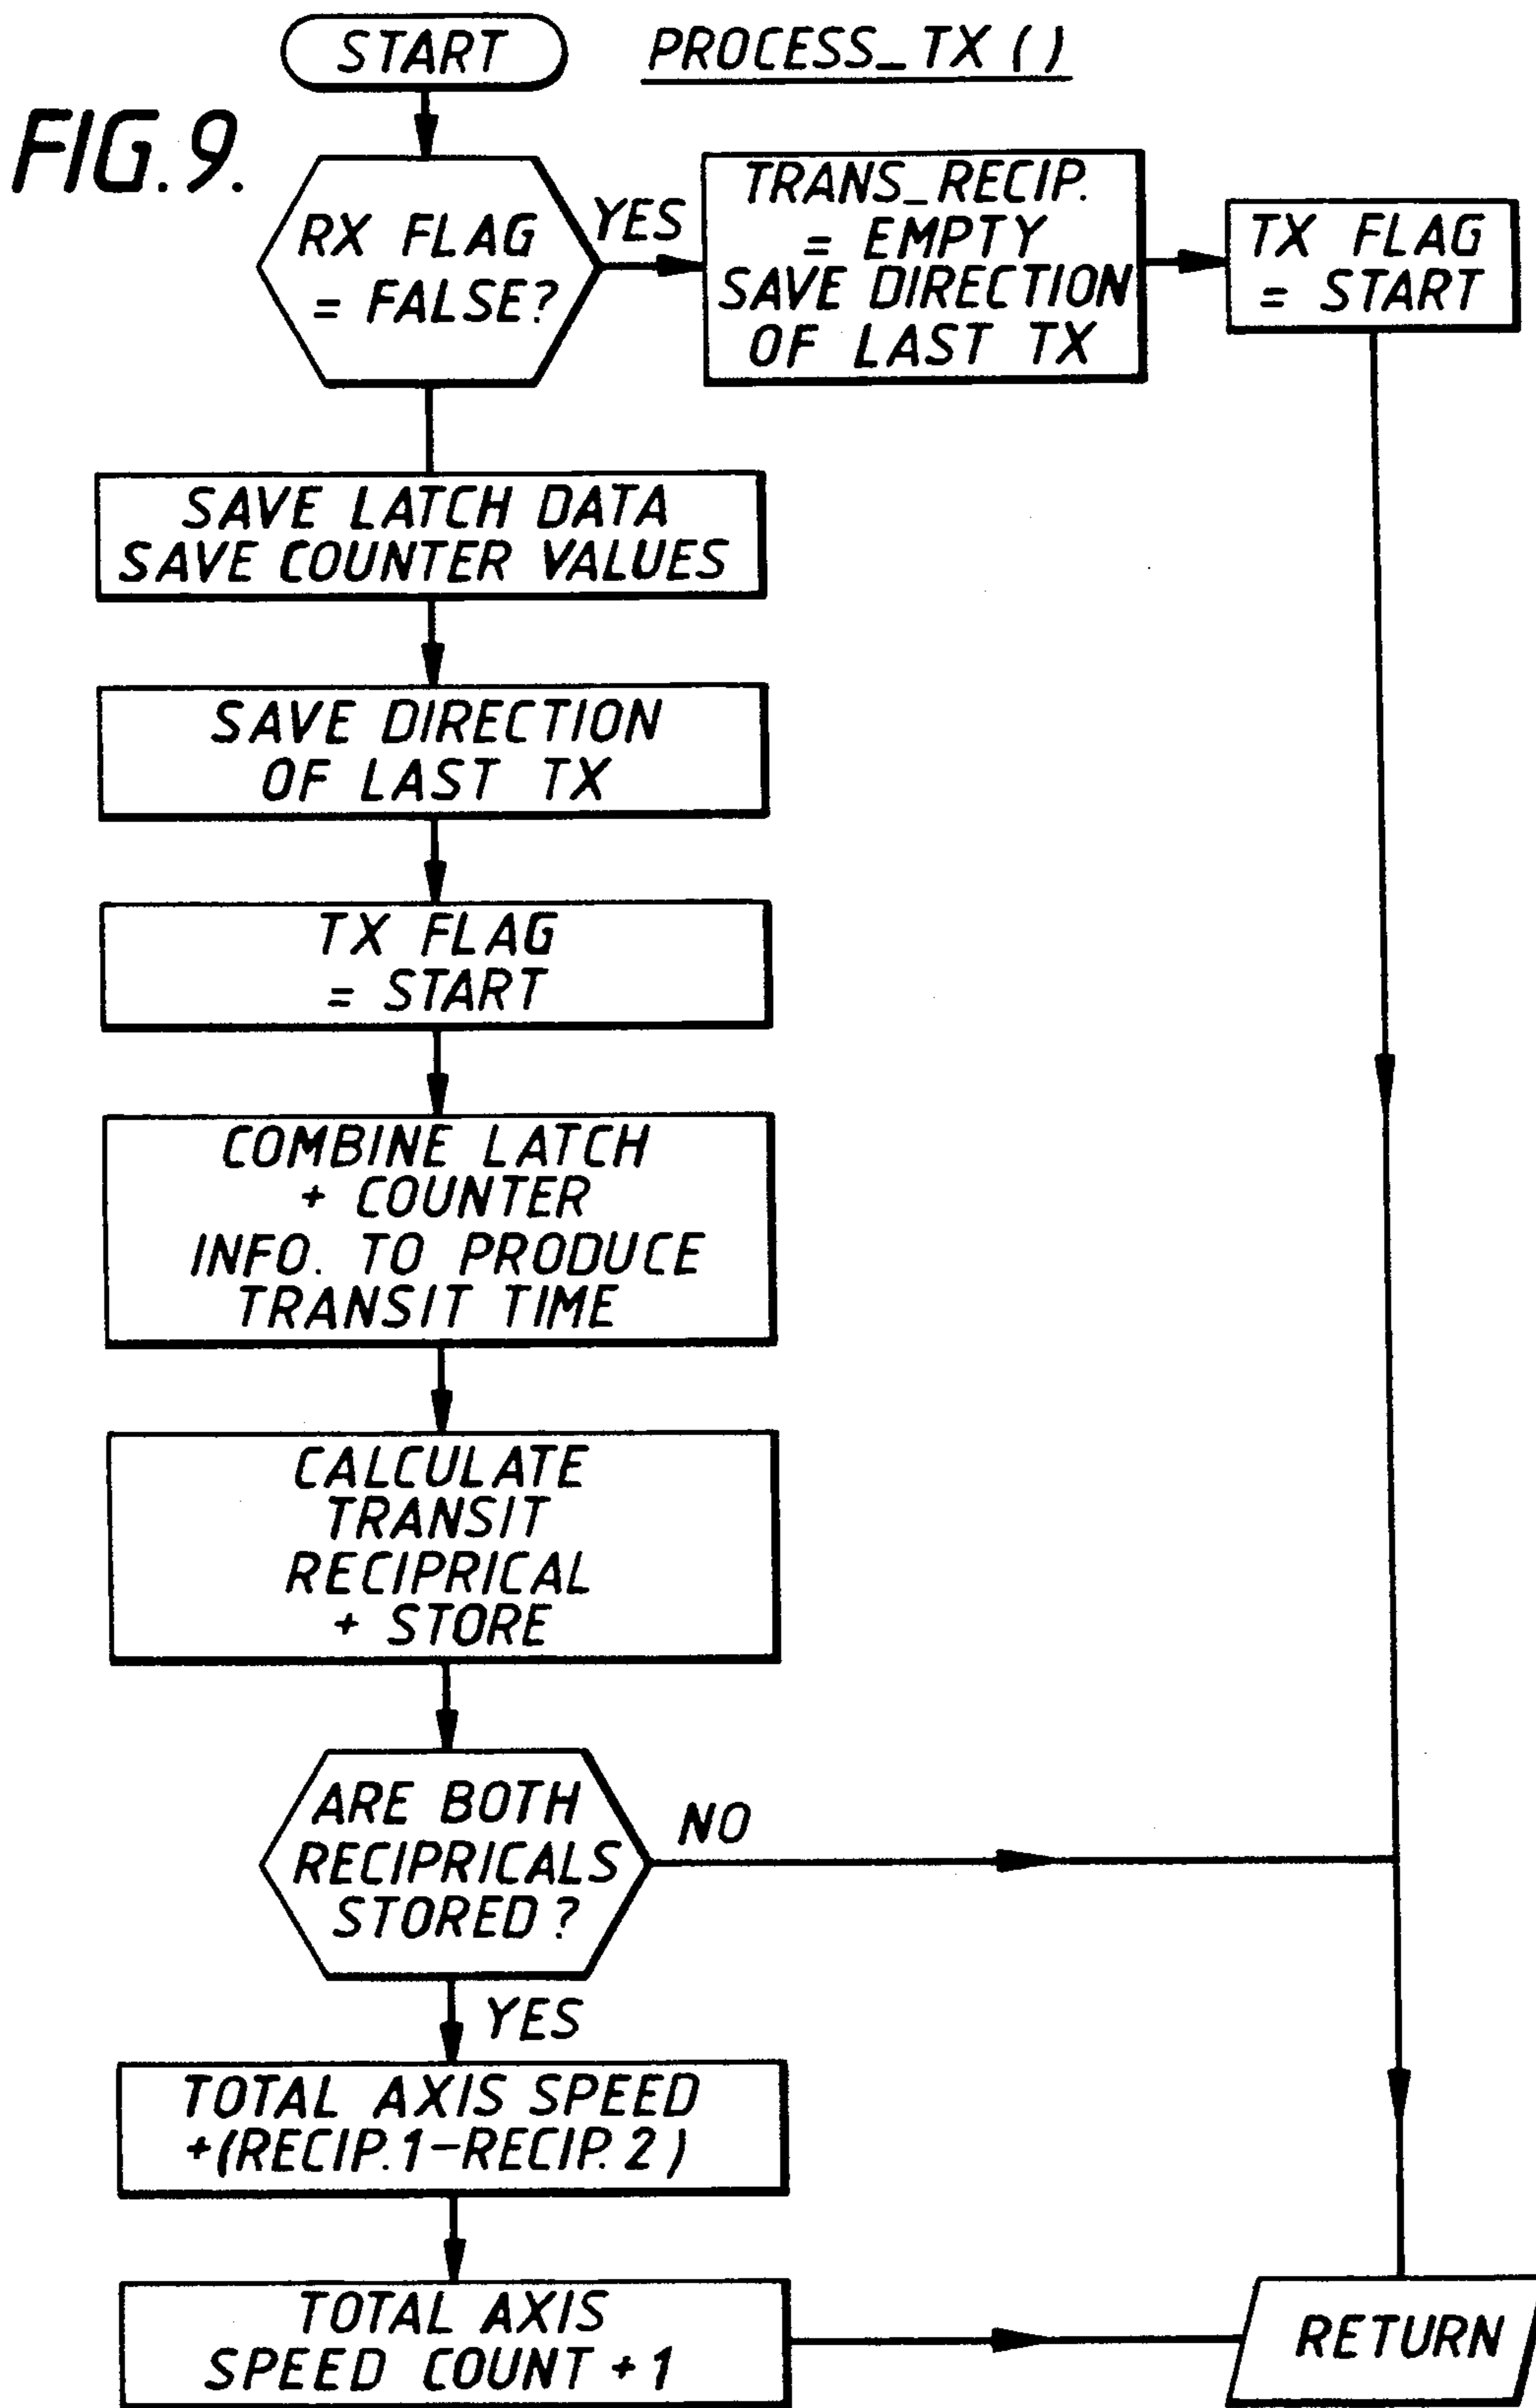 START
PROCESS_TX ()
FIG. 9.
RX FLAG
= FALSE?
YES
TRANS_RECIP.
= EMPTY
SAVE DIRECTION
OF LAST TX
TX FLAG
= START
SAVE LATCH DATA
SAVE COUNTER VALUES
SAVE DIRECTION
OF LAST TX
TX FLAG
= START
COMBINE LATCH
+ COUNTER
INFO. TO PRODUCE
TRANSIT TIME
CALCULATE
TRANSIT
RECIPRICAL
+ STORE
ARE BOTH
RECIPRICALS
STORED ?
NO
YES
TOTAL AXIS SPEED
+(RECIP.1-RECIP.2)
TOTAL AXIS
SPEED COUNT +1
RETURN